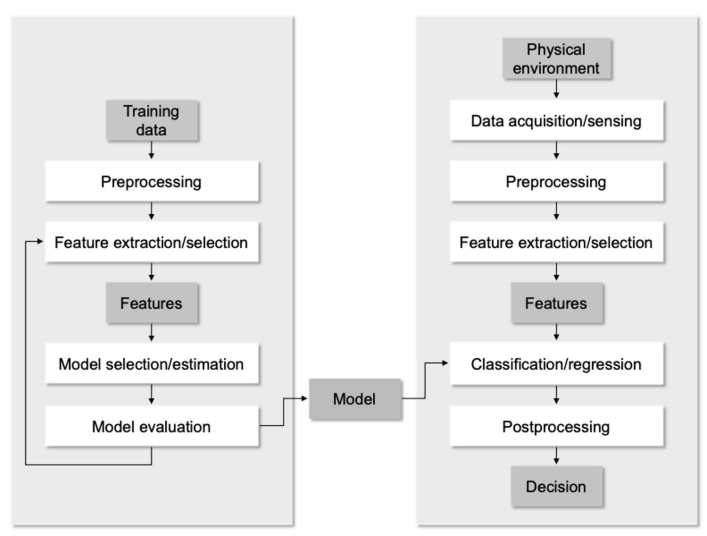 Training
data
Preprocessing
Feature extraction/selection
Features
Model selection/estimation
Model evaluation
Model
Physical
environment
Data acquisition/sensing
Preprocessing
Feature extraction/selection
Features
Classification/regression
Postprocessing
Decision